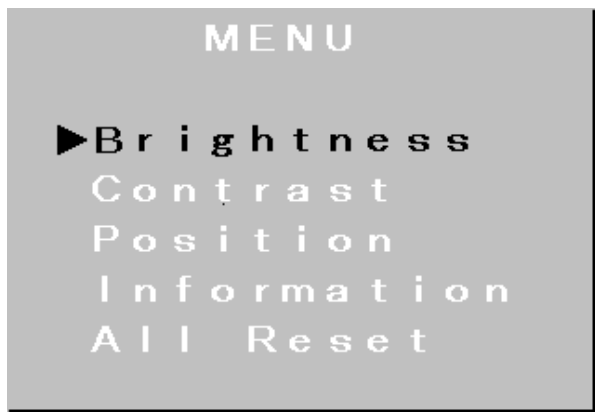 MENU
▶Brightness
Contrast
Position
Information
All Reset